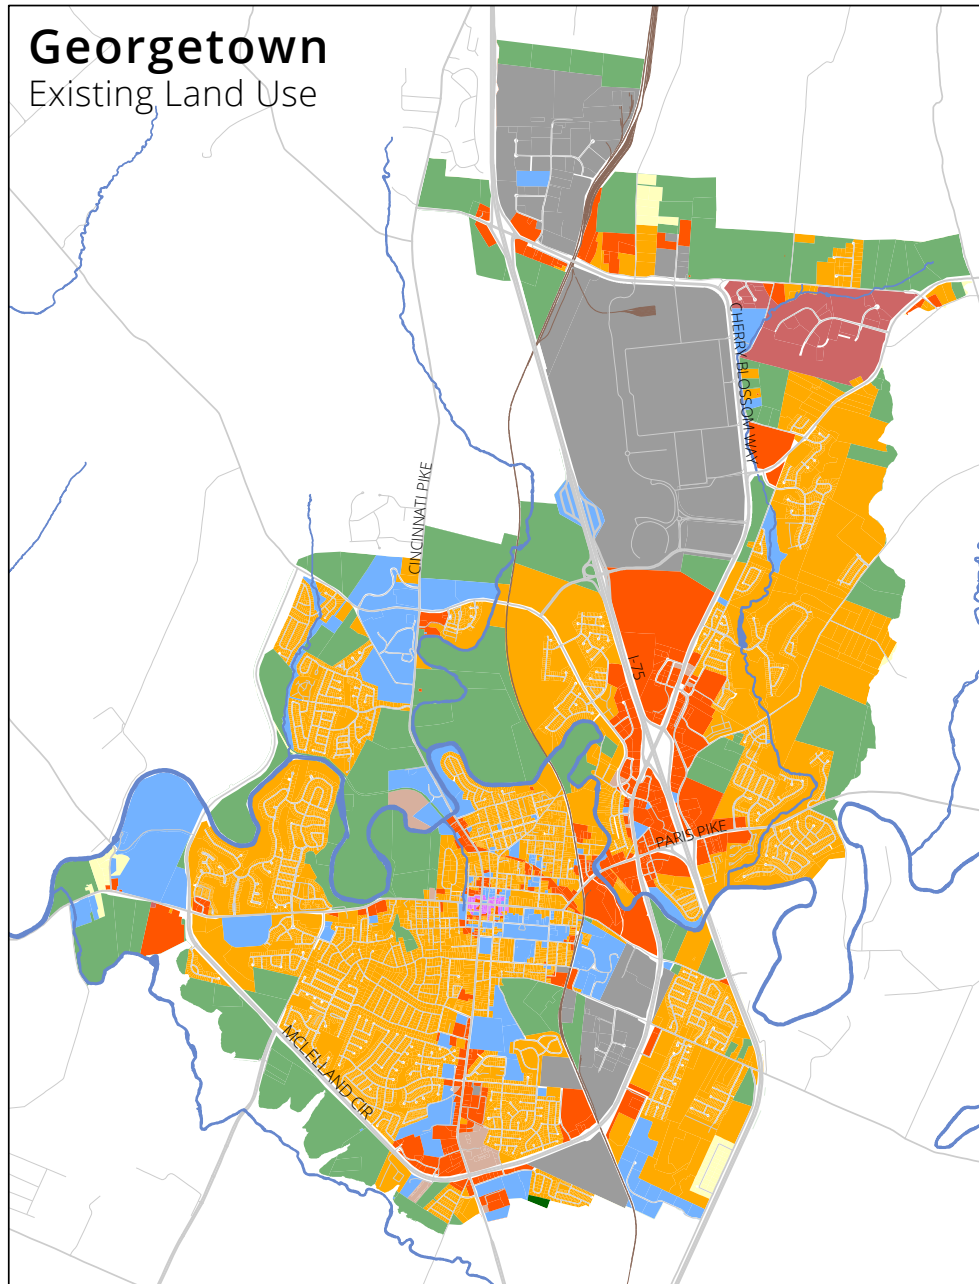 Georgetown
Existing Land Use
CHERRY BLOSSOM WAY
CINCINNATI PIKE
I-75
PARIS PIKE
MCLELLAND CIR